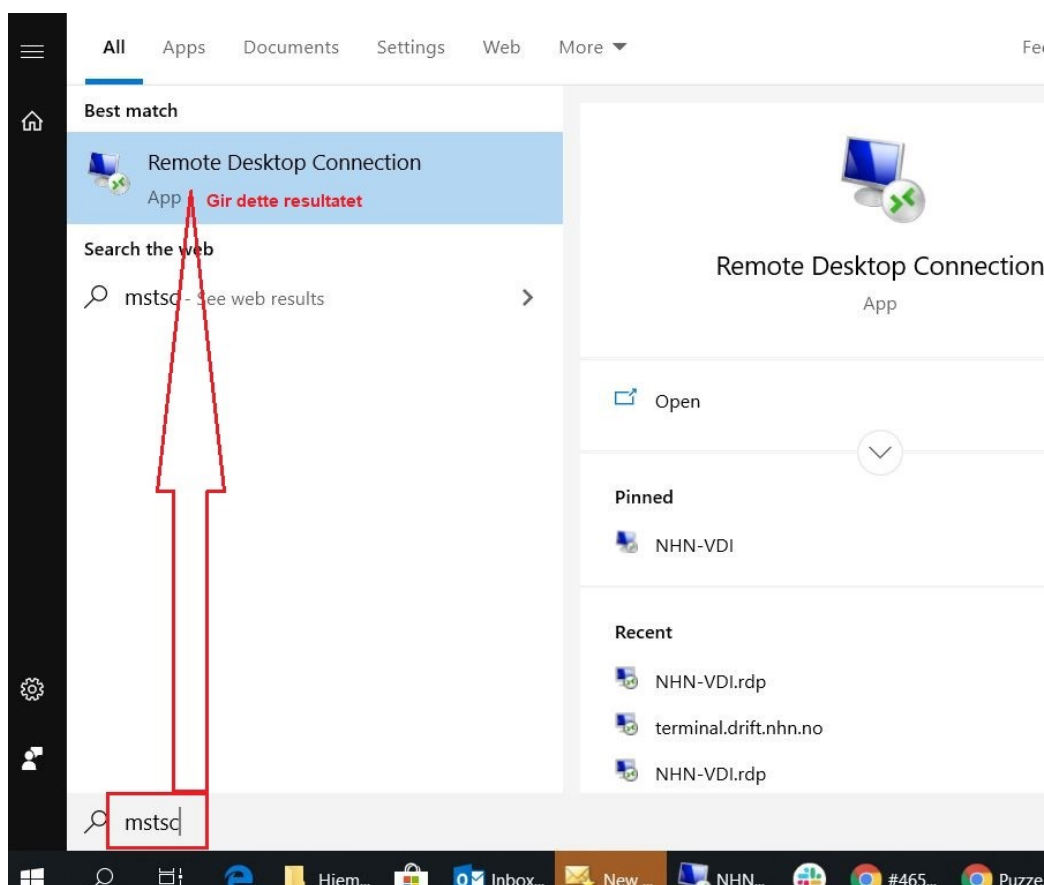 All Apps Documents Settings Web More
Best match
Remote Desktop Connection
App Gir dette resultatet
Search the web
mstsc - See web results
Remote Desktop Connection
App
Open
Pinned
NHN-VDI
Recent
NHN-VDI.rdp
terminal.drift.nhn.no
NHN-VDI.rdp
mstsc
Inbox... New ... NHN... #465...